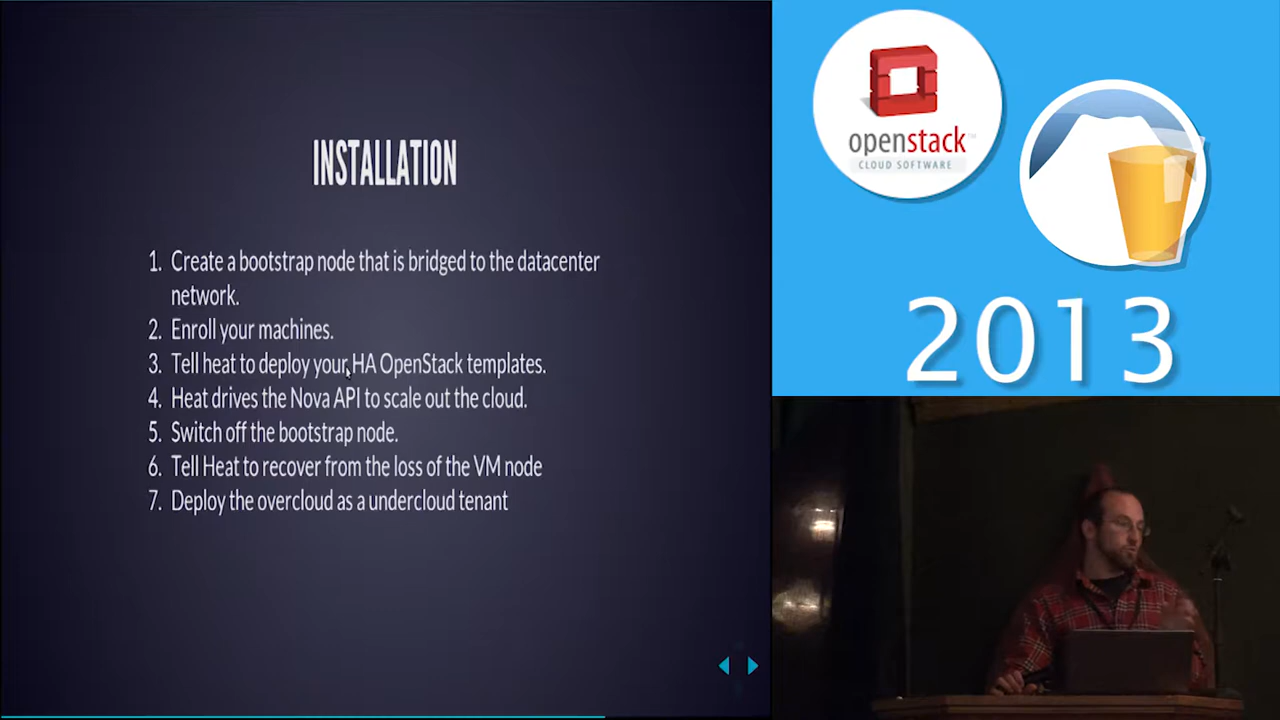 INSTALLATION
1. Create a bootstrap node that is bridged to the datacenter
network.
2. Enroll your machines.
3. Tell heat to deploy your HA OpenStack templates.
4. Heat drives the Nova API to scale out the cloud.
5. Switch off the bootstrap node.
6. Tell Heat to recover from the loss of the VM node
7. Deploy the overcloud as a undercloud tenant
openstack™
CLOUD SOFTWARE
2013